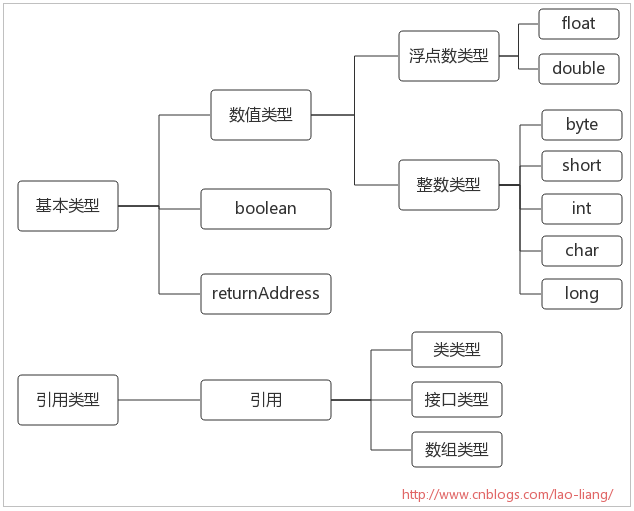 基本类型
数值类型
浮点数类型
float
double
整数类型
byte
short
int
char
long
boolean
returnAddress
引用类型
引用
类类型
接口类型
数组类型
http://www.cnblogs.com/lao-liang/